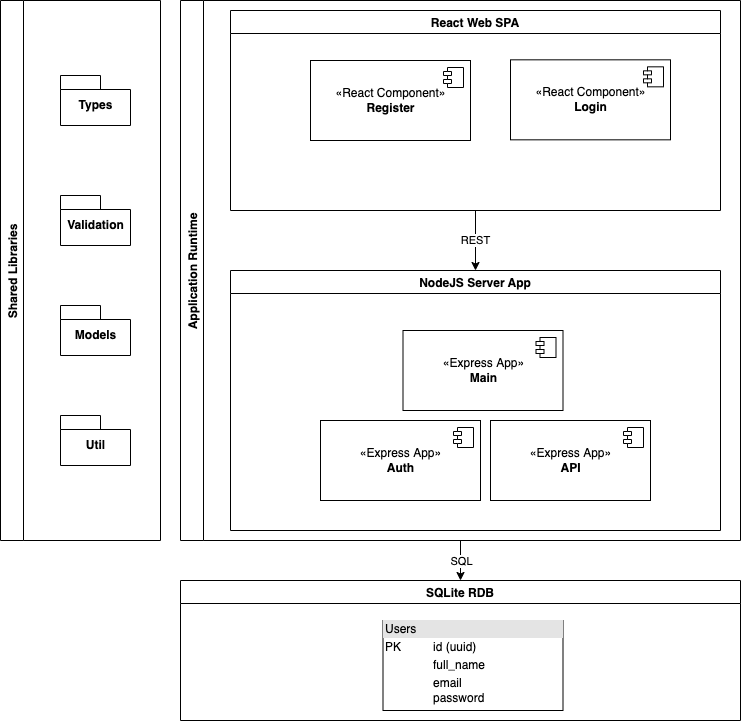 Shared Libraries
Types
Validation
Models
Util
Application Runtime
React Web SPA
«React Component»
Register
«React Component»
Login
REST
NodeJS Server App
«Express App»
Main
«Express App»
Auth
«Express App»
API
SQL
SQLite RDB
Users
PK id (uuid)
full_name
email
password